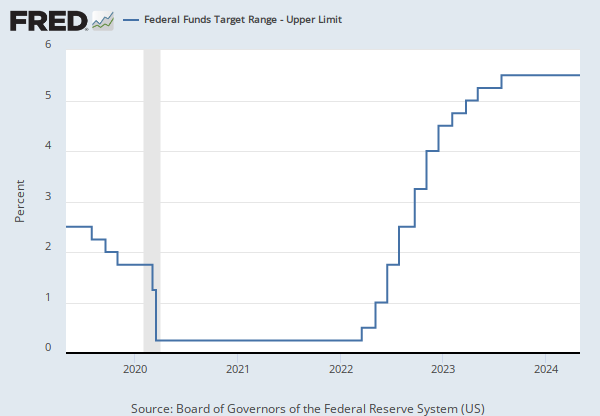 FRED
Federal Funds Target Range - Upper Limit
6
5
4
3
2
1
0
Percent
2020 2021 2022 2023 2024
Source: Board of Governors of the Federal Reserve System (US)